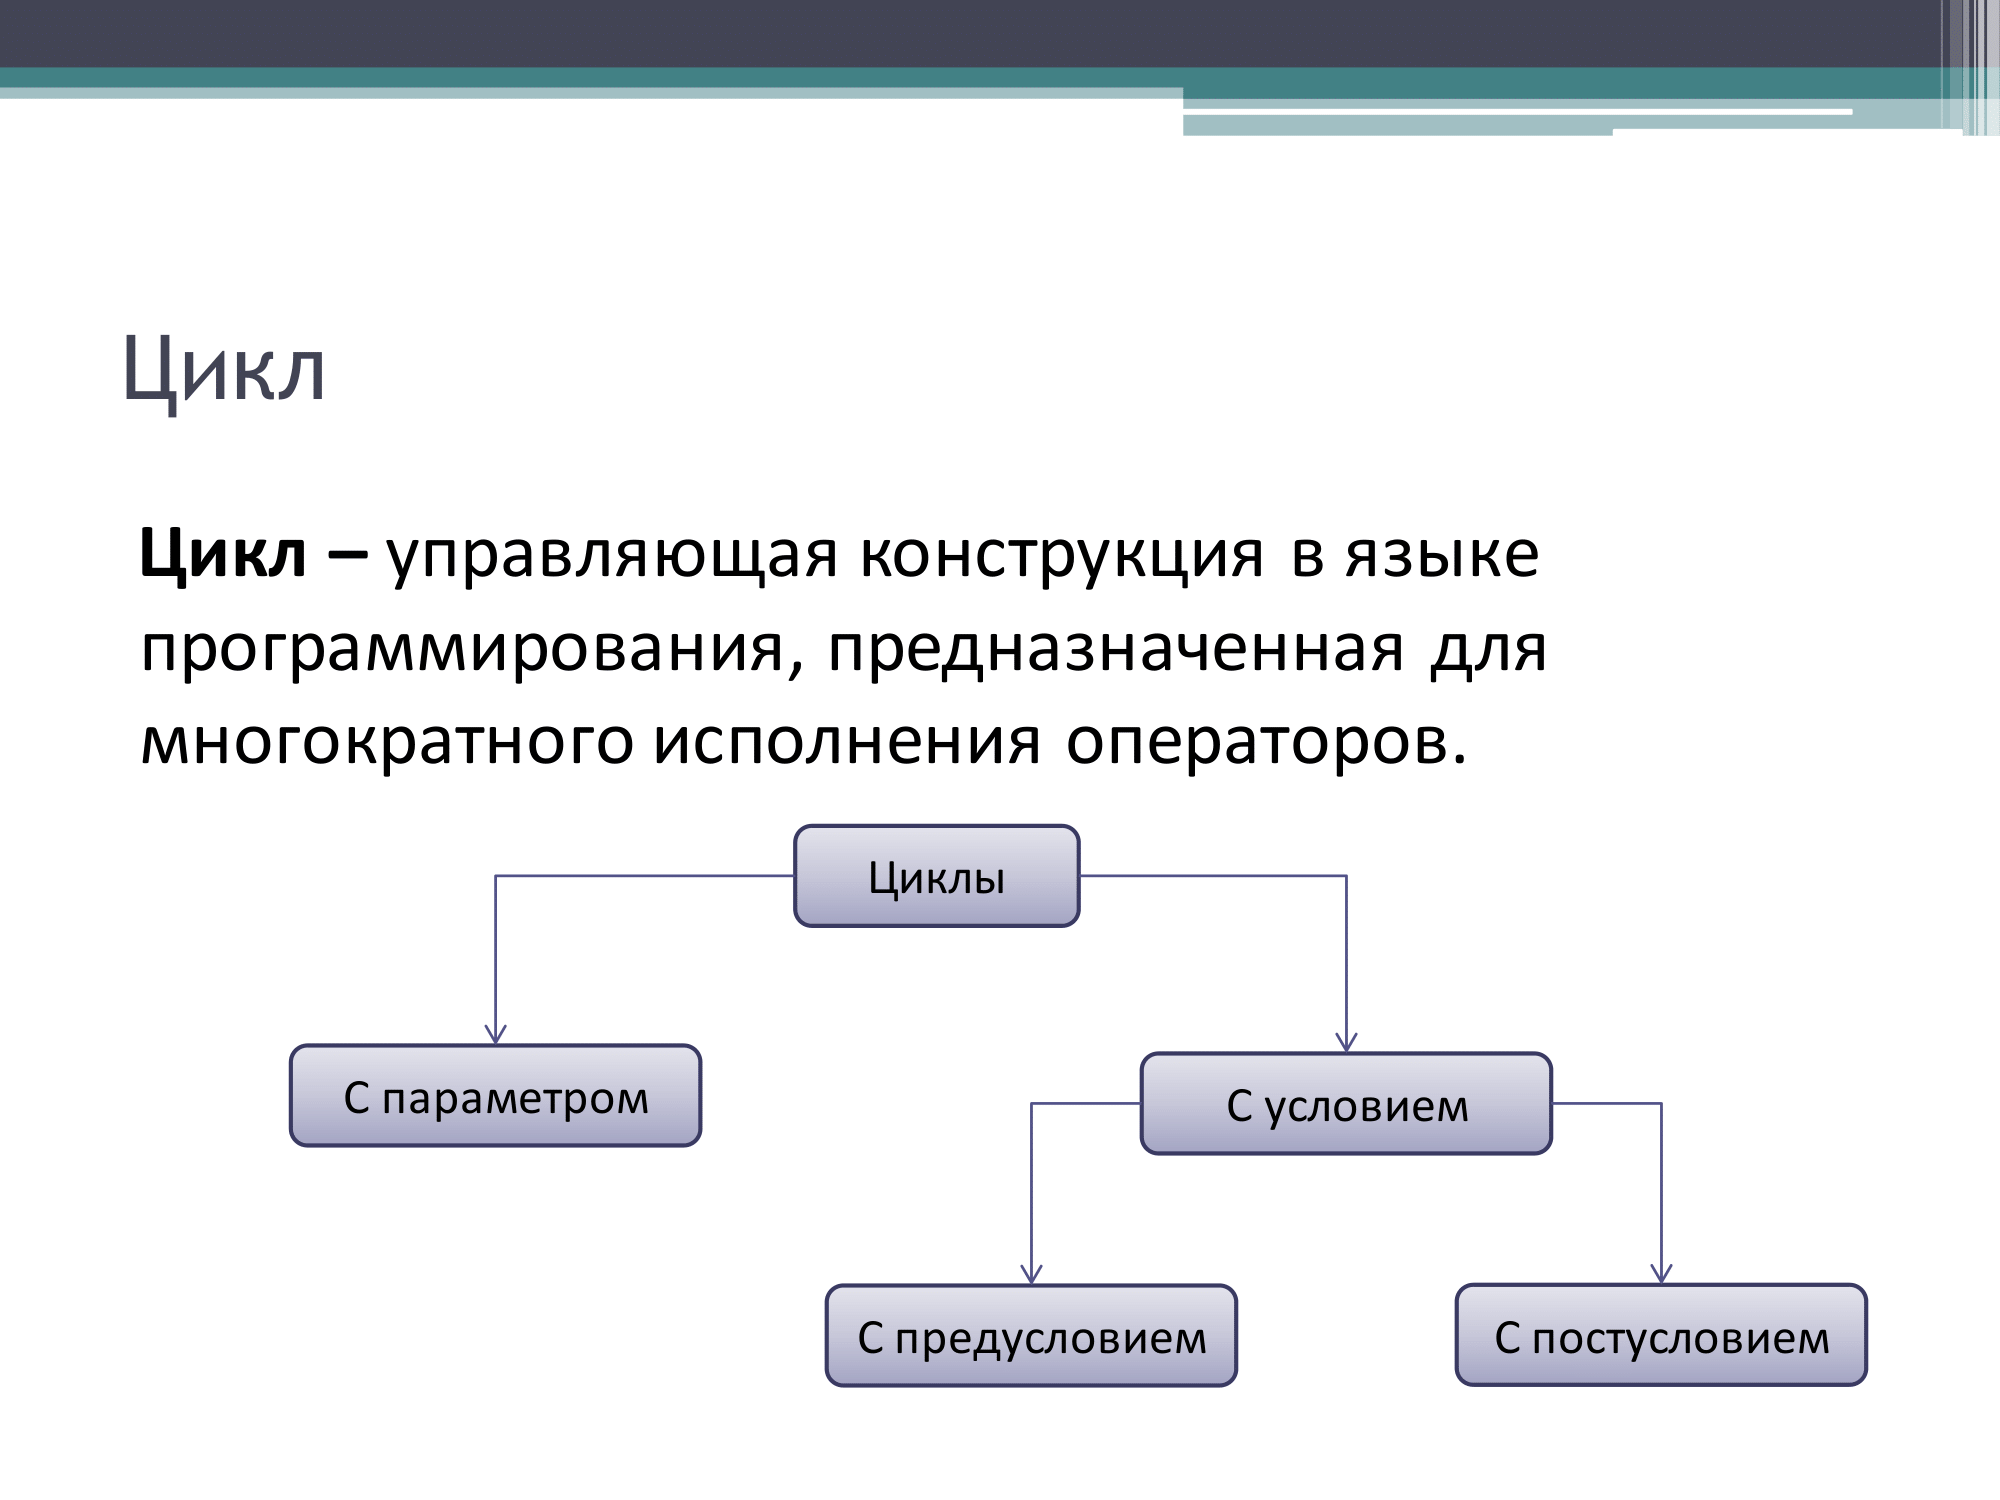 Цикл
Цикл – управляющая конструкция в языке
программирования, предназначенная для
многократного исполнения операторов.
Циклы
С параметром
С условием
С предусловием
С постусловием